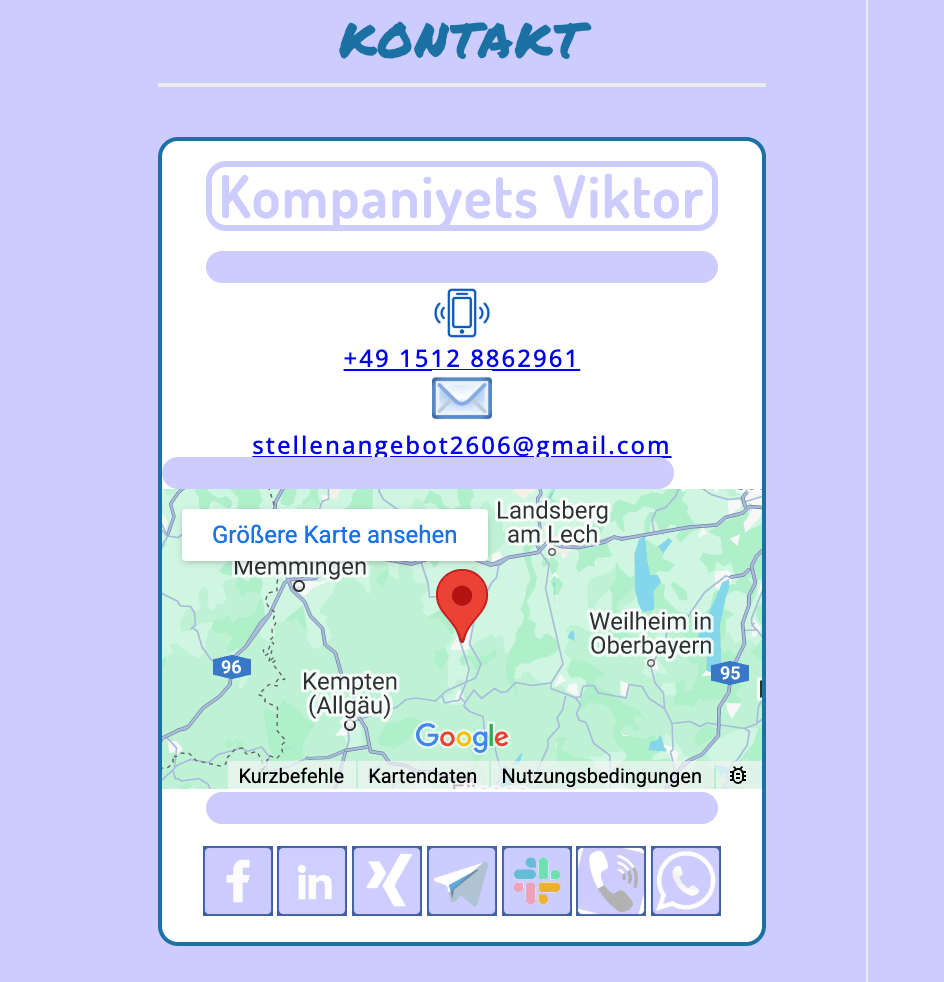 KONTAKT
Kompaniyets Viktor
+49 1512 8862961
stellenangebot2606@gmail.com
Landsberg
am Lech
Größere Karte ansehen
Memmingen
Weilheim in
Oberbayern
96
95
Kempten
(Allgäu)
Google
Kurzbefehle Kartendaten Nutzungsbedingungen
f in